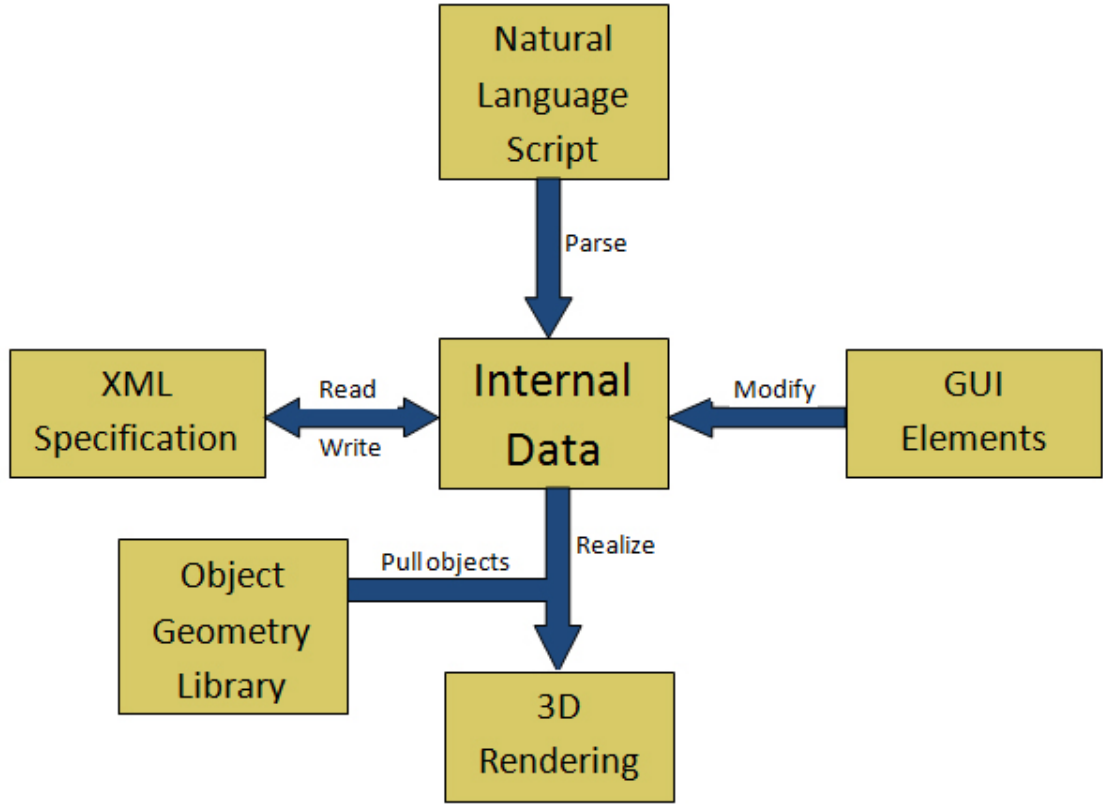 Natural
Language
Script
Parse
XML
Specification
Read
Write
Internal
Data
Modify
GUI
Elements
Object
Geometry
Library
Pull objects
Realize
3D
Rendering